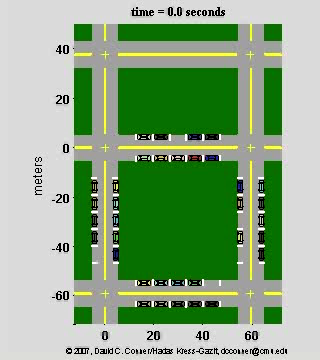 time = 0.0 seconds
40
20
0
-20
-40
-60
meters
0 20 40 60
© 2007, David C. Conner/Hadas Kress-Gazit, dcconner@cmu.edu